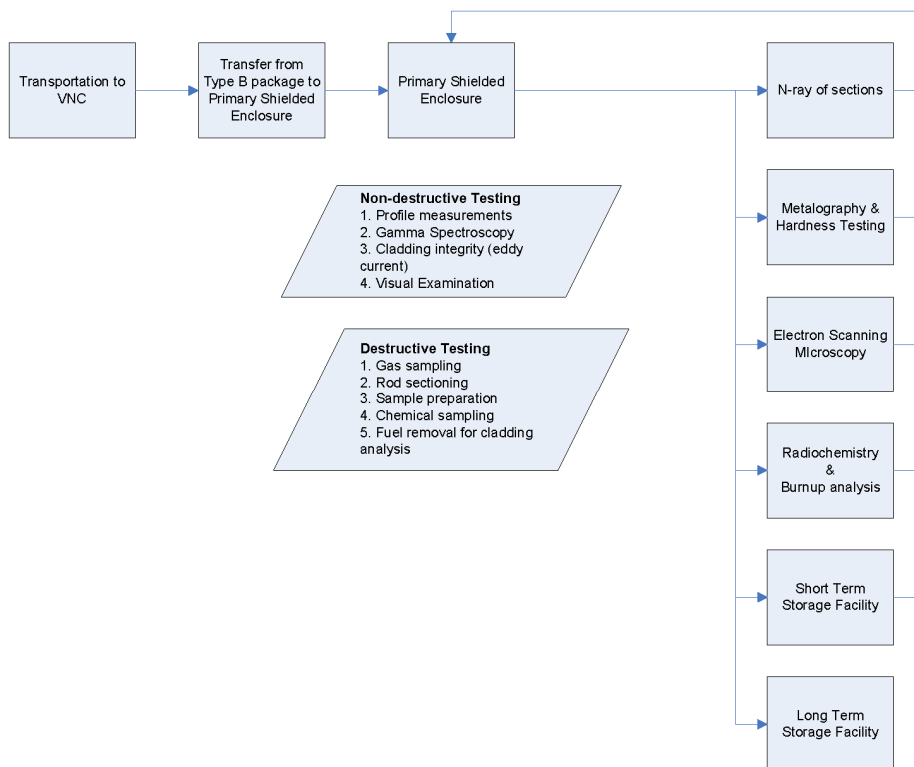 Transportation to
VNC
Transfer from
Type B package to
Primary Shielded
Enclosure
Primary Shielded
Enclosure
N-ray of sections
Non-destructive Testing
1. Profile measurements
2. Gamma Spectroscopy
3. Cladding integrity (eddy
current)
4. Visual Examination
Metalography &
Hardness Testing
Destructive Testing
1. Gas sampling
2. Rod sectioning
3. Sample preparation
4. Chemical sampling
5. Fuel removal for cladding
analysis
Electron Scanning
MIcroscopy
Radiochemistry
&
Burnup analysis
Short Term
Storage Facility
Long Term
Storage Facility